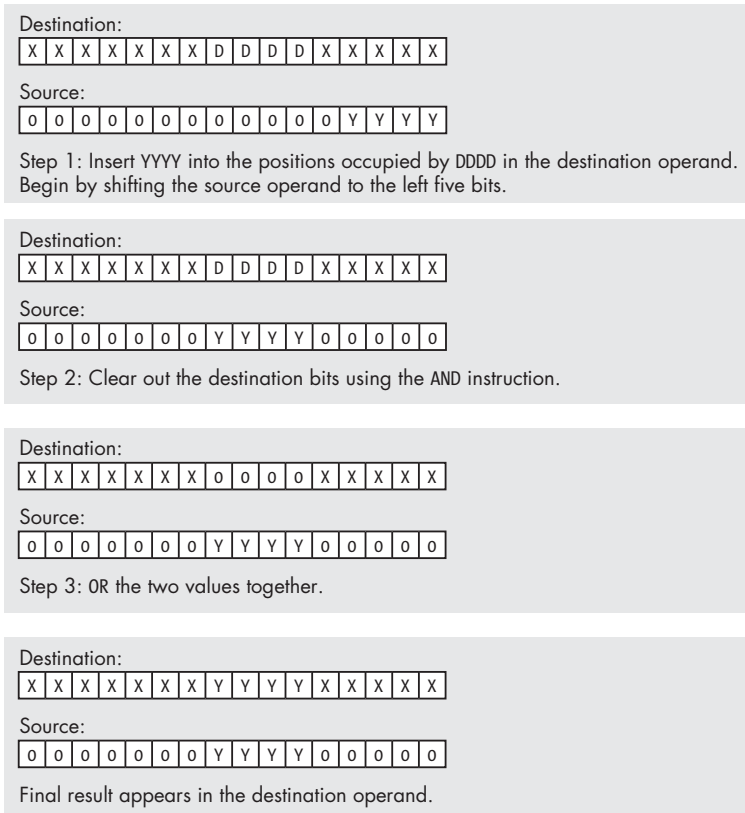 Destination:
X X X X X X X D D D D X X X X X
Source:
0 0 0 0 0 0 0 0 0 0 0 0 Y Y Y Y
Step 1: Insert YYYY into the positions occupied by DDDD in the destination operand.
Begin by shifting the source operand to the left five bits.
Destination:
X X X X X X X D D D D X X X X X
Source:
0 0 0 0 0 0 0 Y Y Y Y 0 0 0 0 0
Step 2: Clear out the destination bits using the AND instruction.
Destination:
X X X X X X X 0 0 0 0 X X X X X
Source:
0 0 0 0 0 0 0 Y Y Y Y 0 0 0 0 0
Step 3: OR the two values together.
Destination:
X X X X X X X Y Y Y Y X X X X X
Source:
0 0 0 0 0 0 0 Y Y Y Y 0 0 0 0 0
Final result appears in the destination operand.